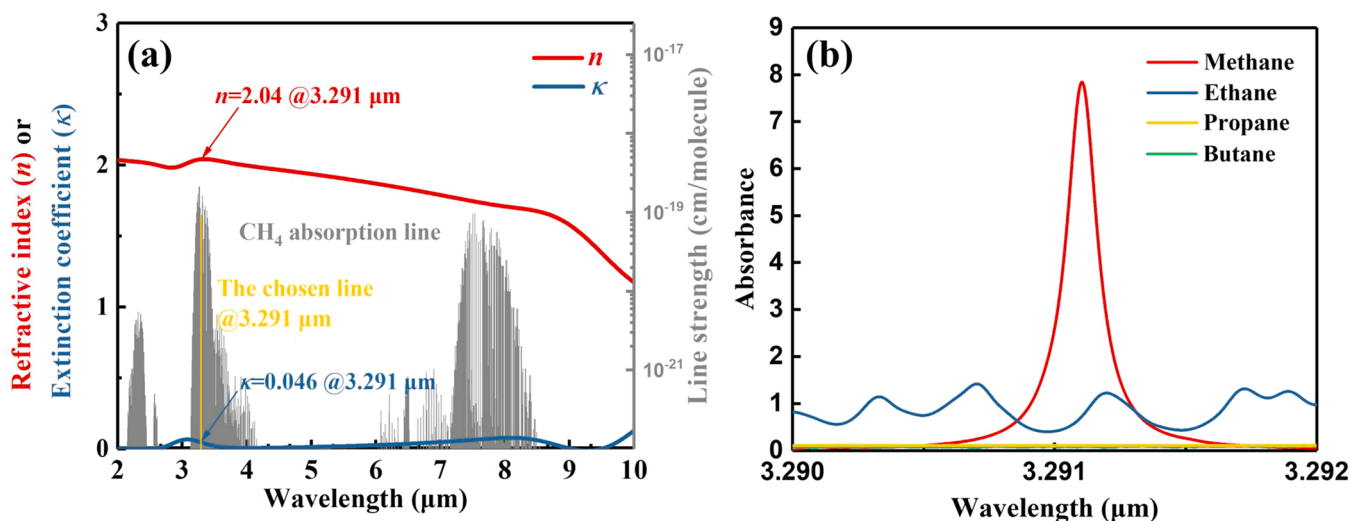 (a)
n
κ
n=2.04 @3.291 μm
CH4 absorption line
The chosen line
@3.291 μm
κ=0.046 @3.291 μm
Refractive index (n) or
Extinction coefficient (κ)
3
2
1
0
2 3 4 5 6 7 8 9 10
Wavelength (μm)
10-17
10-19
10-21
Line strength (cm/molecule)
(b)
Methane
Ethane
Propane
Butane
Absorbance
9
8
7
6
5
4
3
2
1
0
3.290 3.291 3.292
Wavelength (μm)